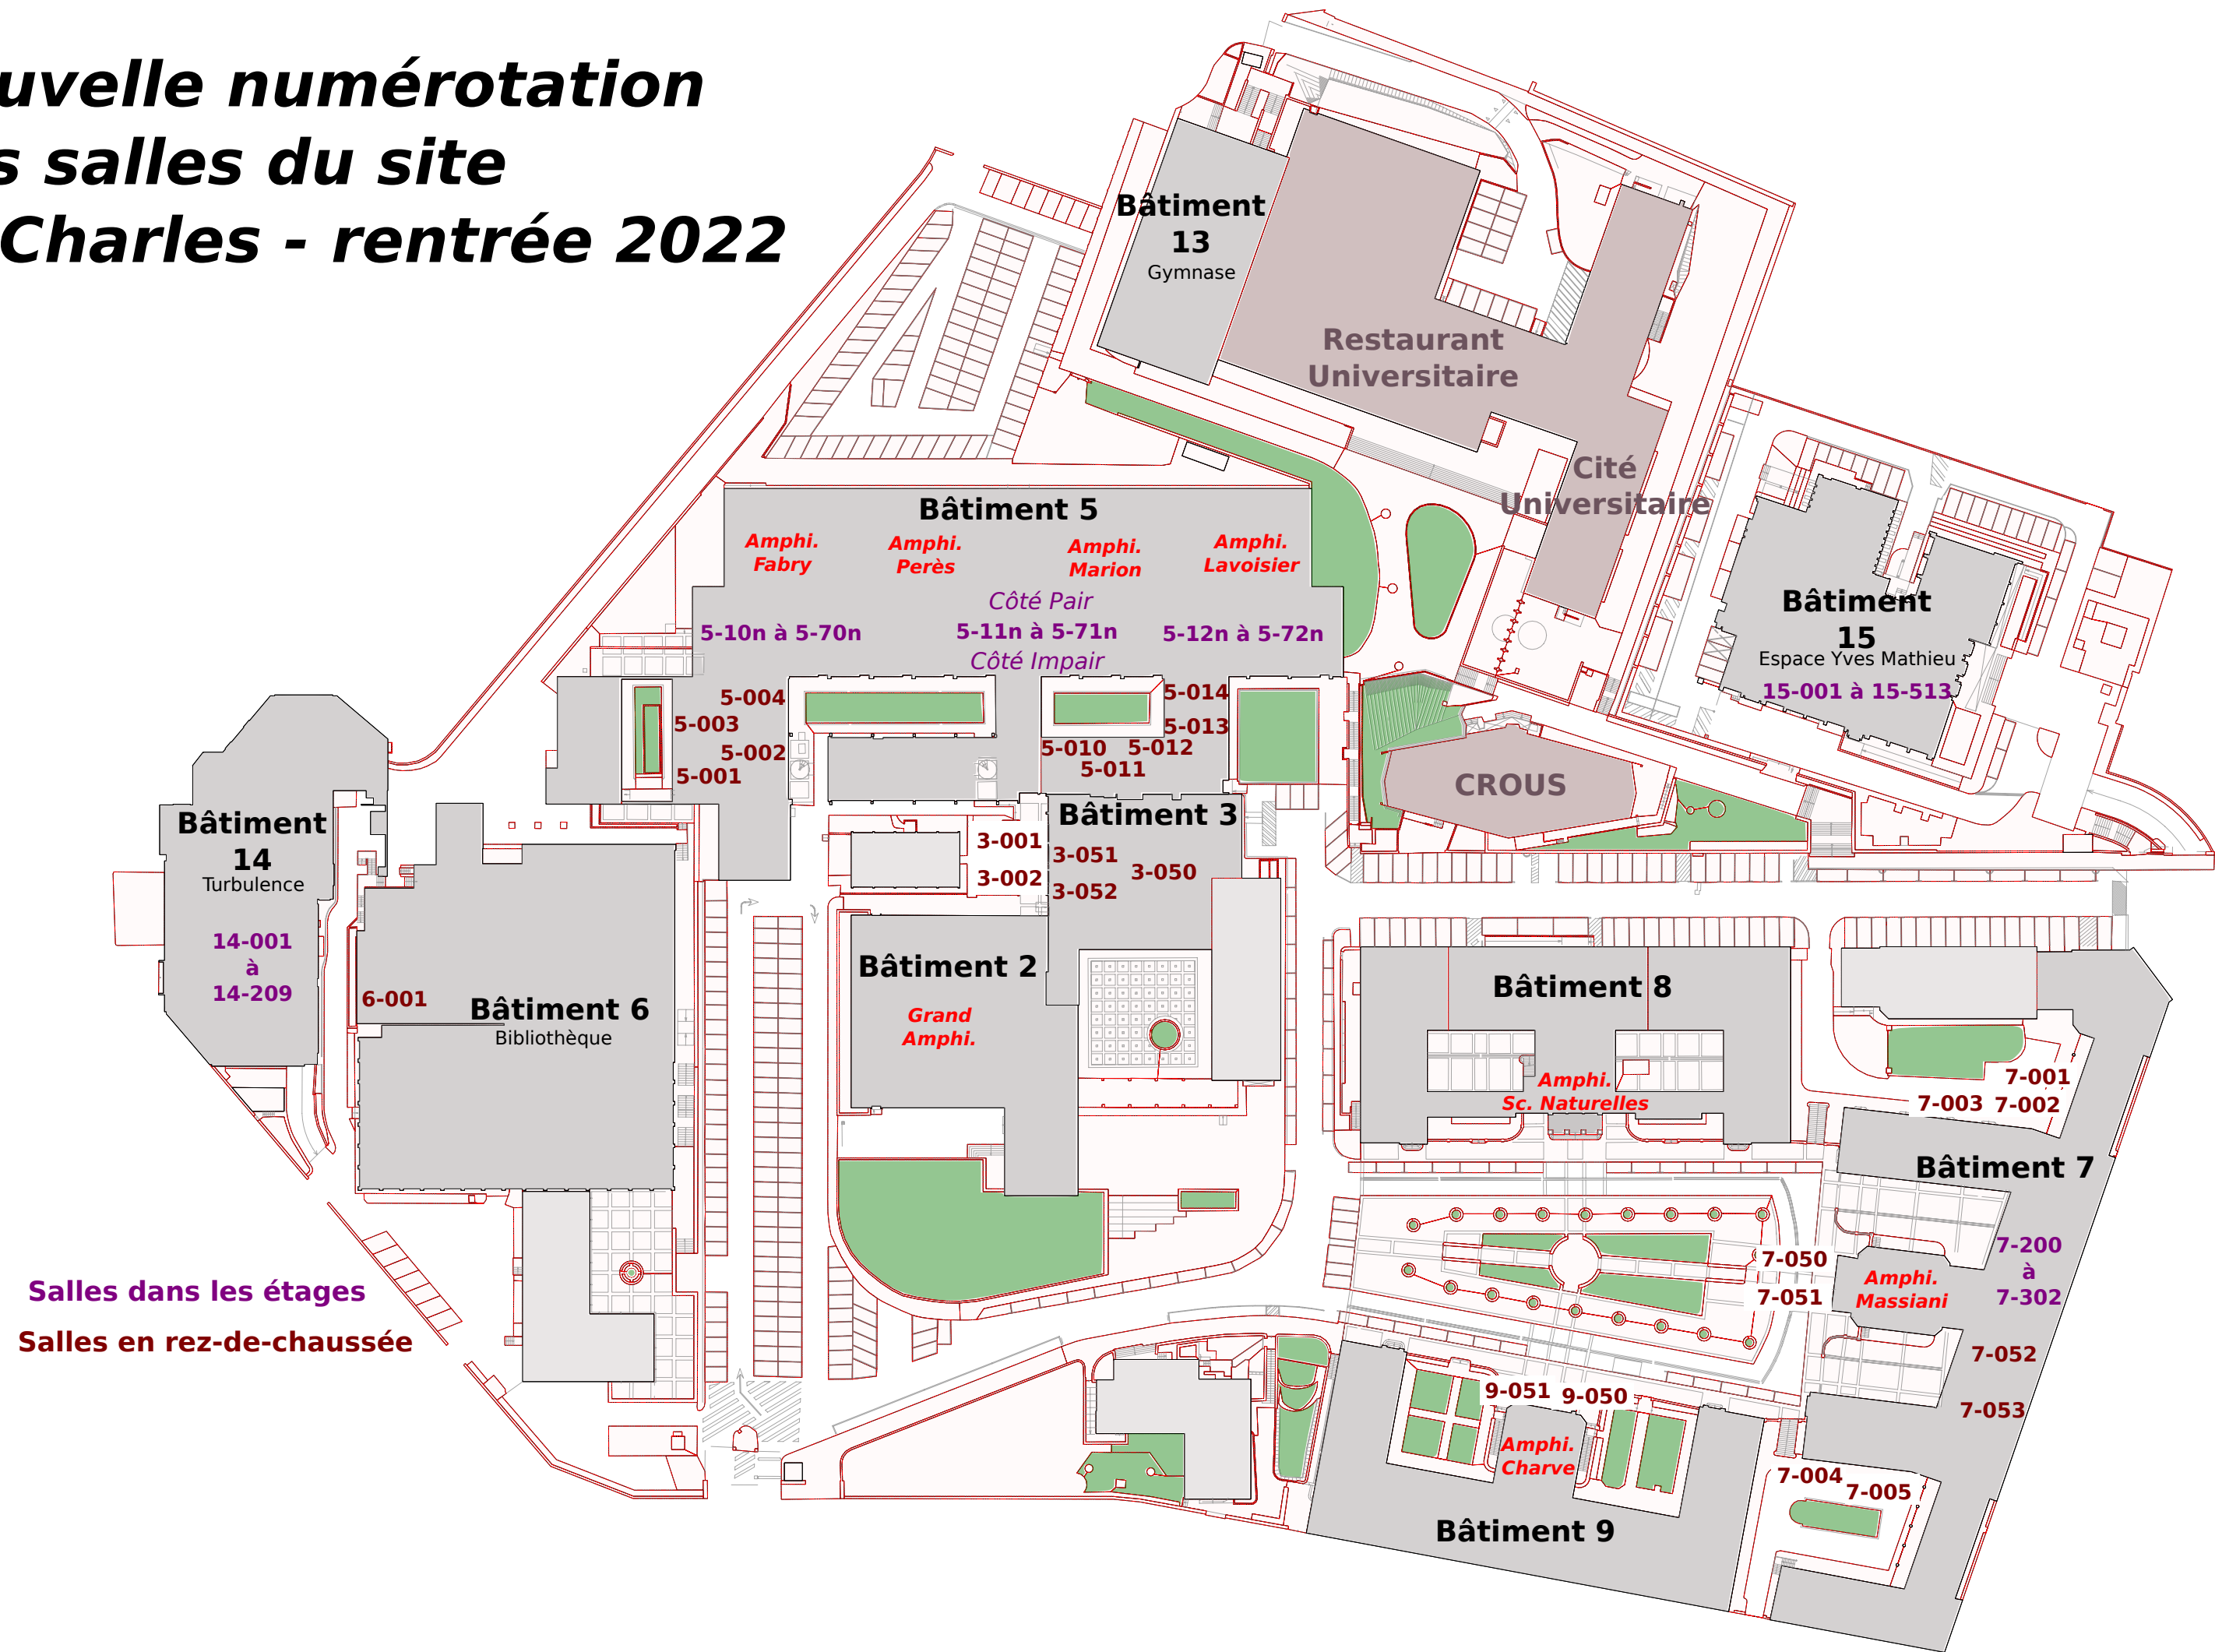 uvelle numérotation
s salles du site
Charles - rentrée 2022
Bâtiment
13
Gymnase
Restaurant
Universitaire
Cité
Universitaire
Bâtiment 5
Amphi.
Fabry
Amphi.
Perès
Amphi.
Marion
Amphi.
Lavoisier
Côté Pair
5-10n à 5-70n
5-11n à 5-71n
5-12n à 5-72n
Côté Impair
Bâtiment
15
Espace Yves Mathieu
15-001 à 15-513
5-004
5-003
5-002
5-001
5-014
5-013
5-010
5-012
5-011
CROUS
Bâtiment
14
Turbulence
14-001
à
14-209
Bâtiment 3
3-001
3-051
3-050
3-002
3-052
6-001
Bâtiment 6
Bibliothèque
Bâtiment 2
Grand
Amphi.
Bâtiment 8
Amphi.
Sc. Naturelles
7-001
7-003
7-002
Bâtiment 7
7-200
à
7-302
7-050
7-051
Amphi.
Massiani
7-052
7-053
7-004
7-005
9-051
9-050
Amphi.
Charve
Bâtiment 9
Salles dans les étages
Salles en rez-de-chaussée